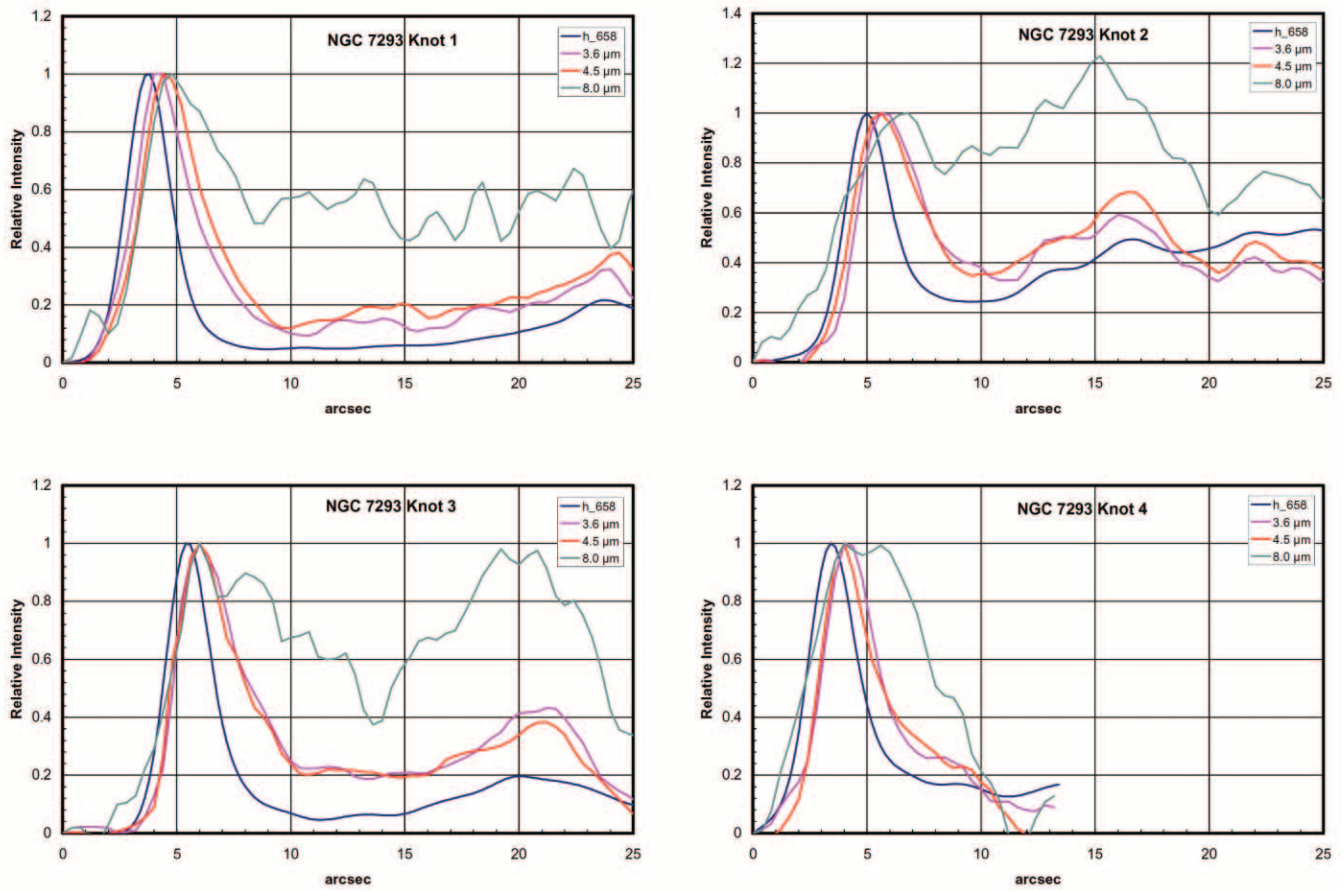 NGC 7293 Knot 1
h_658
3.6 µm
4.5 µm
8.0 µm
Relative Intensity
1.2
1
0.8
0.6
0.4
0.2
0
0 5 10 15 20 25
arcsec
NGC 7293 Knot 2
h_658
3.6 µm
4.5 µm
8.0 µm
Relative Intensity
1.4
1.2
1
0.8
0.6
0.4
0.2
0
0 5 10 15 20 25
arcsec
NGC 7293 Knot 3
h_658
3.6 µm
4.5 µm
8.0 µm
Relative Intensity
1.2
1
0.8
0.6
0.4
0.2
0
0 5 10 15 20 25
arcsec
NGC 7293 Knot 4
h_658
3.6 µm
4.5 µm
8.0 µm
Relative Intensity
1.2
1
0.8
0.6
0.4
0.2
0
0 5 10 15 20 25
arcsec